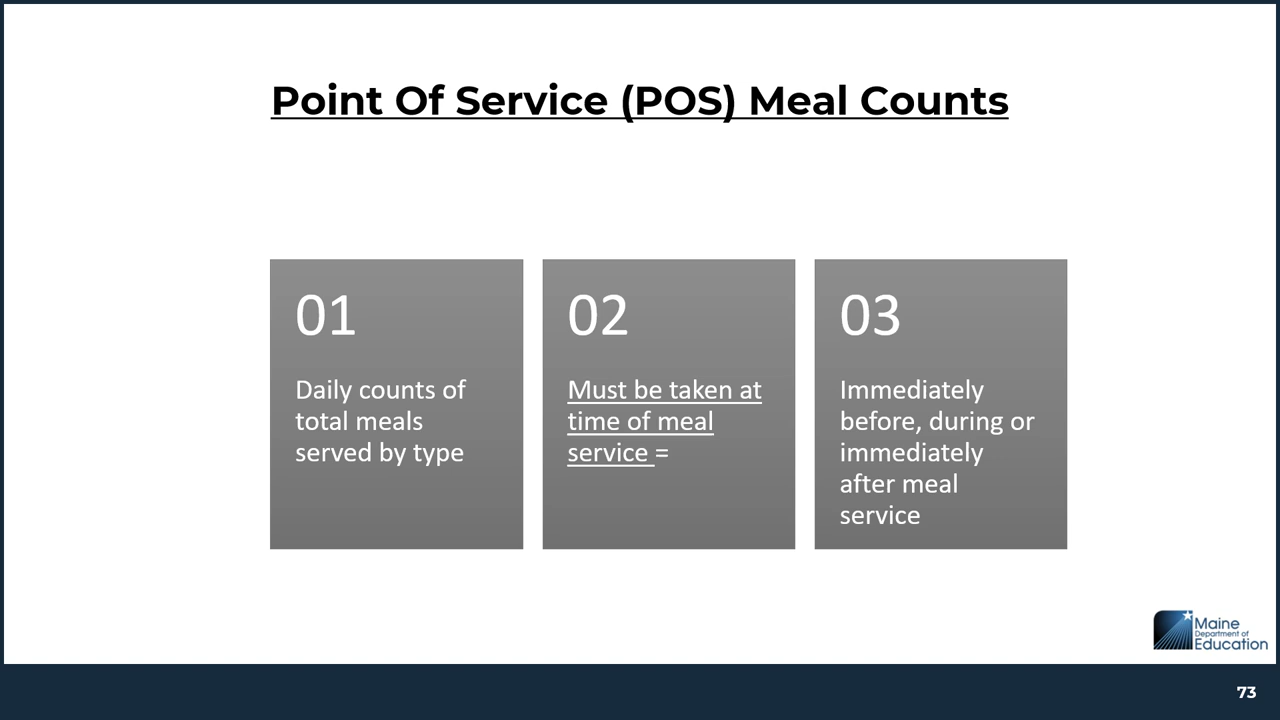 Point Of Service (POS) Meal Counts
01
Daily counts of
total meals
served by type
02
Must be taken at
time of meal
service =
03
Immediately
before, during or
immediately
after meal
service
Maine
Department of
Education
73